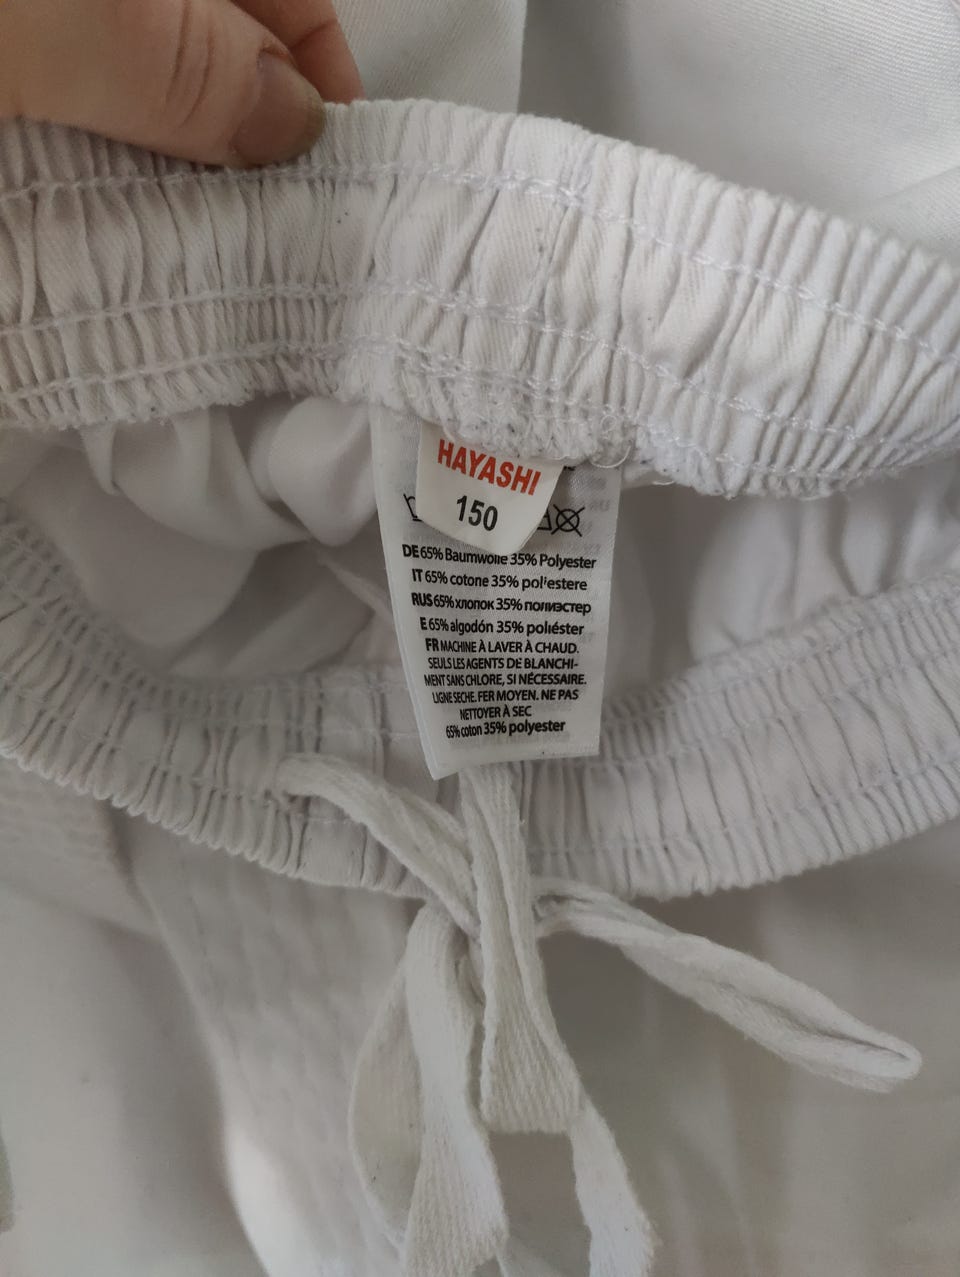 HAYASHI
150
DE 65% Baumwolle 35% Polyester
IT 65% cotone 35% poliestere
RUS 65% хлопок 35% полиэстер
E 65% algodón 35% poliéster
FR MACHINE À LAVER À CHAUD.
SEULS LES AGENTS DE BLANCHI-
MENT SANS CHLORE, SI NÉCESSAIRE.
LIGNE SECHE. FER MOYEN. NE PAS
NETTOYER À SEC
65% coton 35% polyester